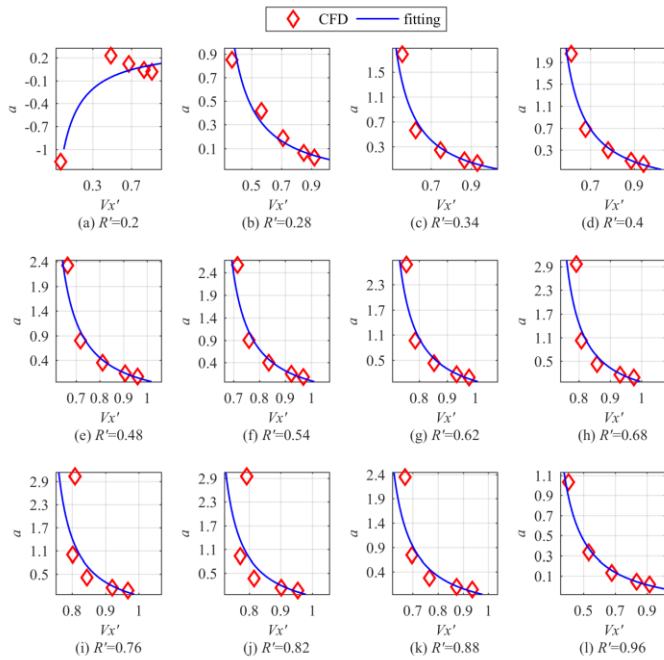 CFD fitting
0.2 0.9 1.5 1.9
-0.1 0.7 1.1 1.5
-0.4 0.5 0.7 1.1
-0.7 0.3 0.3 0.7
-1 0.1 0.3
a a a a
0.3 0.7 0.5 0.7 0.9 0.7 0.9 0.7 0.9
Vx' Vx' Vx' Vx'
(a) R'=0.2 (b) R'=0.28 (c) R'=0.34 (d) R'=0.4
2.4 2.4 2.3 2.9
1.9 1.9 1.7 2.3
1.4 1.4 1.1 1.7
0.9 0.9 0.5 1.1
0.4 0.4 0.5
a a a a
0.7 0.8 0.9 1 0.7 0.8 0.9 1 0.7 0.8 0.9 1 0.8 0.9 1
Vx' Vx' Vx' Vx'
(e) R'=0.48 (f) R'=0.54 (g) R'=0.62 (h) R'=0.68
2.9 2.9 2.4 1.1
2.3 2.3 1.9 0.9
1.7 1.7 1.4 0.7
1.1 1.1 0.9 0.5
0.5 0.5 0.4 0.3
0.1
a a a a
0.8 0.9 1 0.8 0.9 1 0.7 0.8 0.9 1 0.5 0.7 0.9
Vx' Vx' Vx' Vx'
(i) R'=0.76 (j) R'=0.82 (k) R'=0.88 (l) R'=0.96